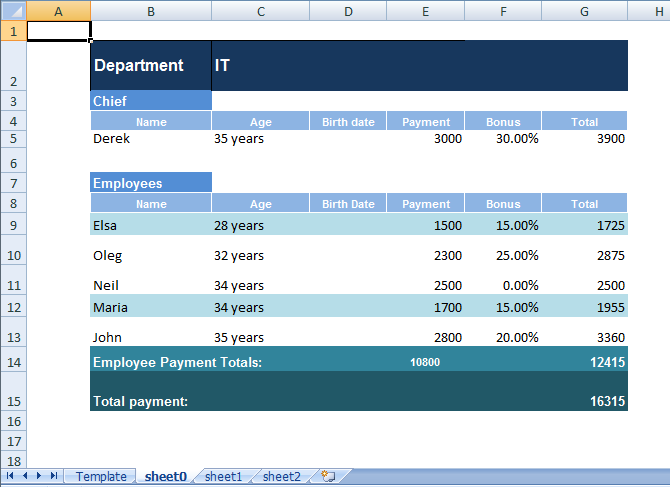 A B C D E F G H
1
2 Department IT
3 Chief
4 Name Age Birth date Payment Bonus Total
5 Derek 35 years 3000 30.00% 3900
6
7 Employees
8 Name Age Birth Date Payment Bonus Total
9 Elsa 28 years 1500 15.00% 1725
10 Oleg 32 years 2300 25.00% 2875
11 Neil 34 years 2500 0.00% 2500
12 Maria 34 years 1700 15.00% 1955
13 John 35 years 2800 20.00% 3360
14 Employee Payment Totals: 10800 12415
15 Total payment: 16315
16
17
18
Template sheet0 sheet1 sheet2